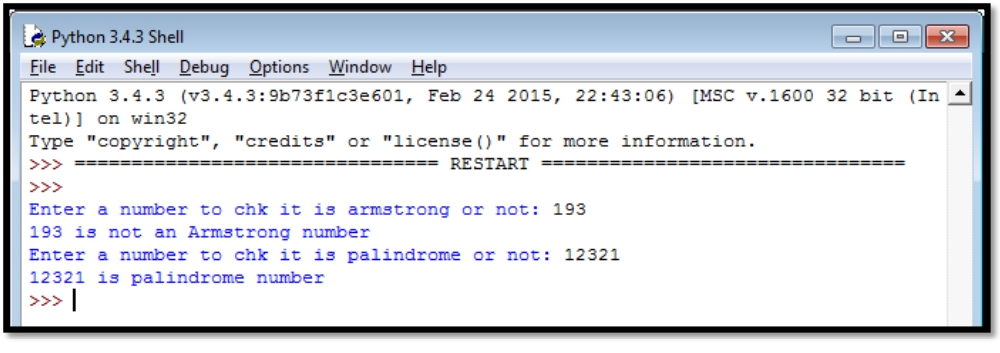 Python 3.4.3 Shell
File Edit Shell Debug Options Window Help
Python 3.4.3 (v3.4.3:9b73f1c3e601, Feb 24 2015, 22:43:06) [MSC v.1600 32 bit (In
tel)] on win32
Type "copyright", "credits" or "license()" for more information.
>>> ================================ RESTART ================================
>>>
Enter a number to chk it is armstrong or not: 193
193 is not an Armstrong number
Enter a number to chk it is palindrome or not: 12321
12321 is palindrome number
>>>